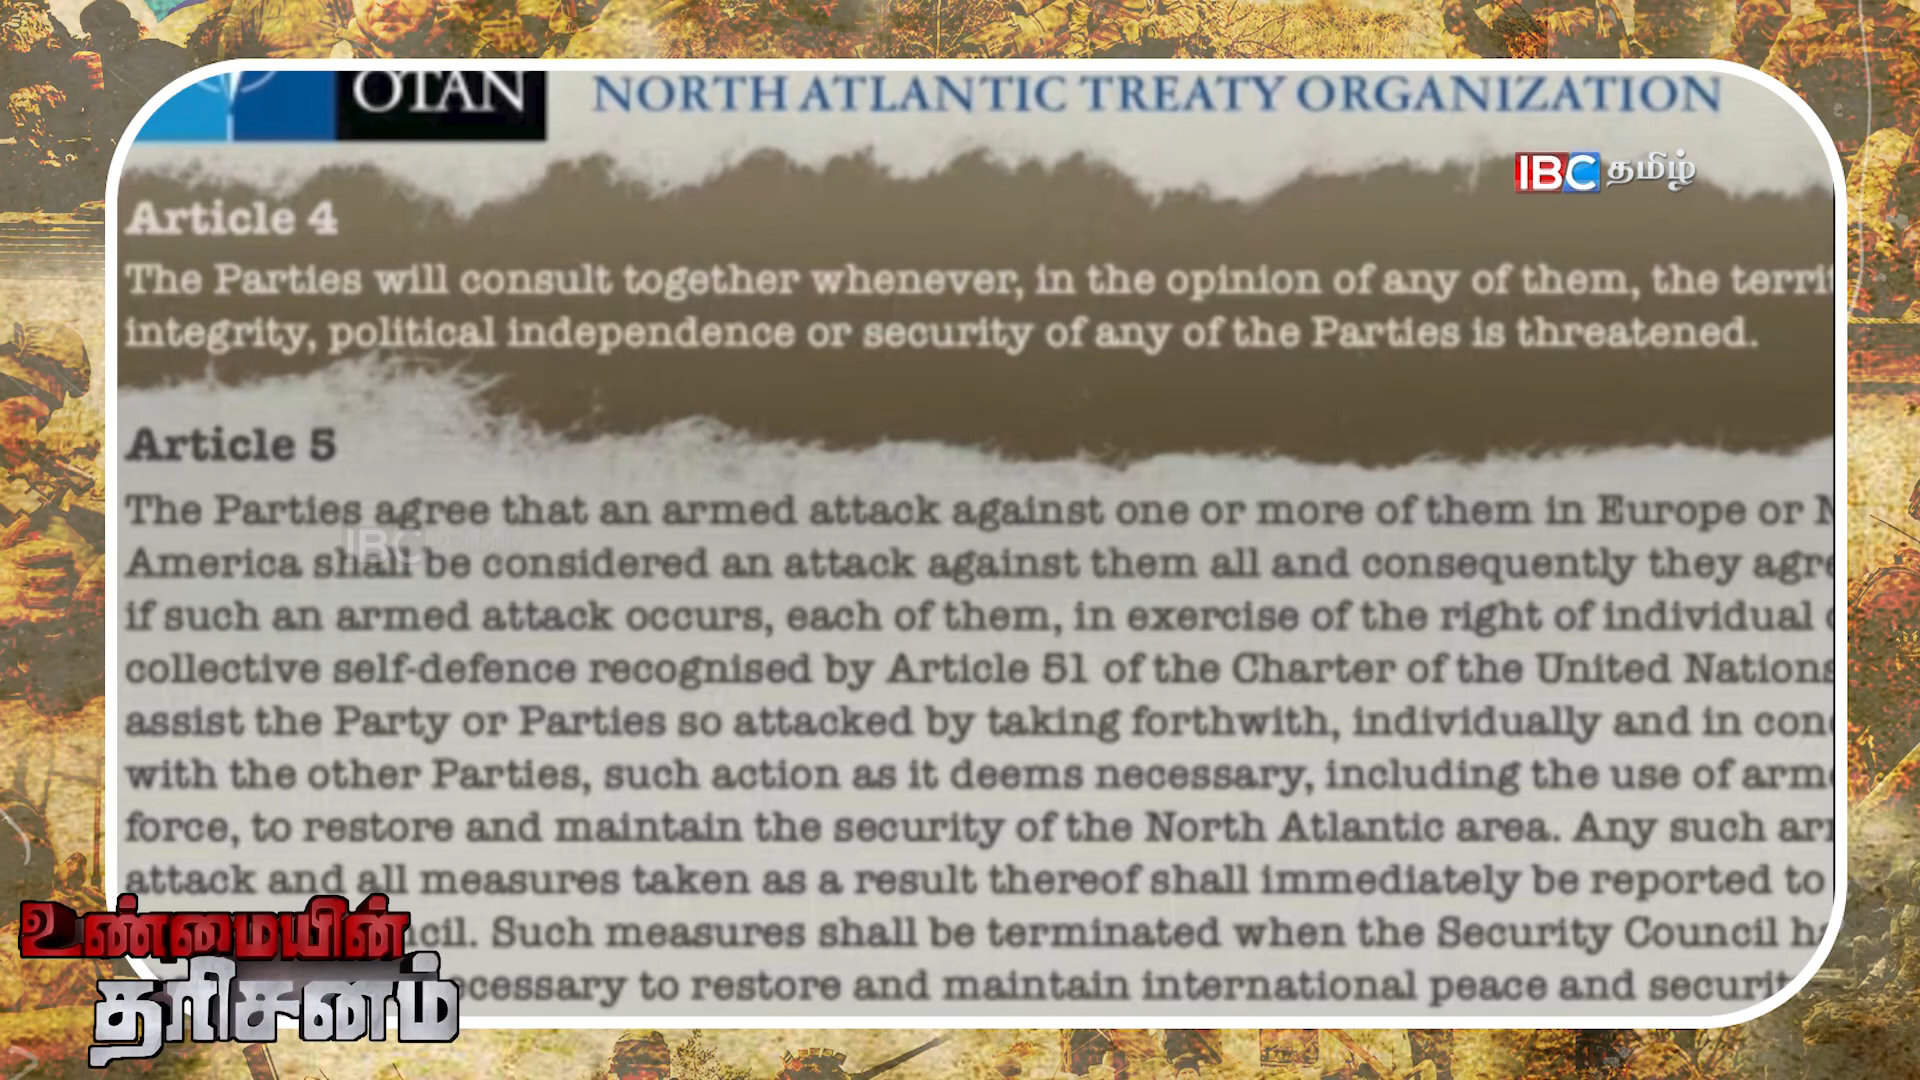 OTAN
NORTH ATLANTIC TREATY ORGANIZATION
IBC தமிழ்
Article 4
The Parties will consult together whenever, in the opinion of any of them, the
integrity, political independence or security of any of the Parties is threatened.
Article 5
The Parties agree that an armed attack against one or more of them in Europe or
America shall be considered an attack against them all and consequently they
if such an armed attack occurs, each of them, in exercise of the right of individual
collective self-defence recognised by Article 51 of the Charter of the United Nations
assist the Party or Parties so attacked by taking forthwith, individually and in
with the other Parties, such action as it deems necessary, including the use of
force, to restore and maintain the security of the North Atlantic area. Any such
attack and all measures taken as a result thereof shall immediately be reported to
Such measures shall be terminated when the Security Council
to restore and maintain international peace and
உண்மையின்
தரிசனம்